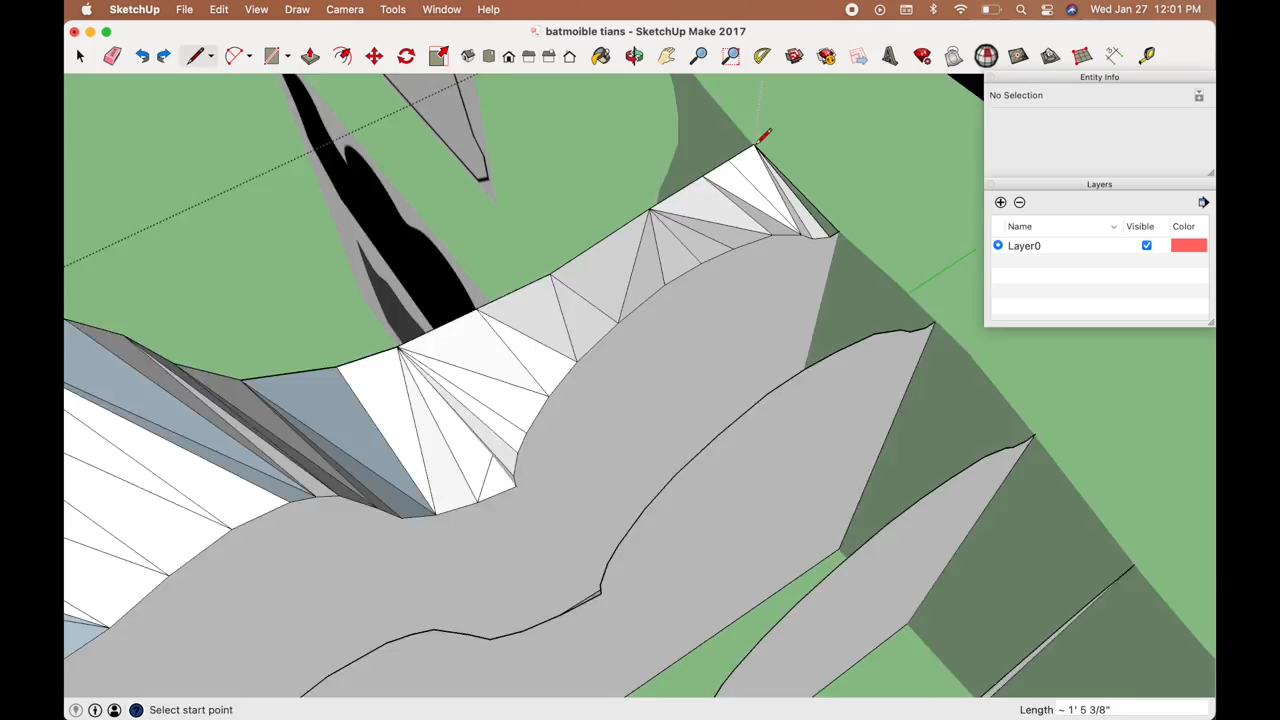 SketchUp File Edit View Draw Camera Tools Window Help Wed Jan 27 12:01 PM
batmoible tians - SketchUp Make 2017
Entity Info
No Selection
Layers
Name Visible Color
Layer0
Select start point Length ~ 1' 5 3/8"